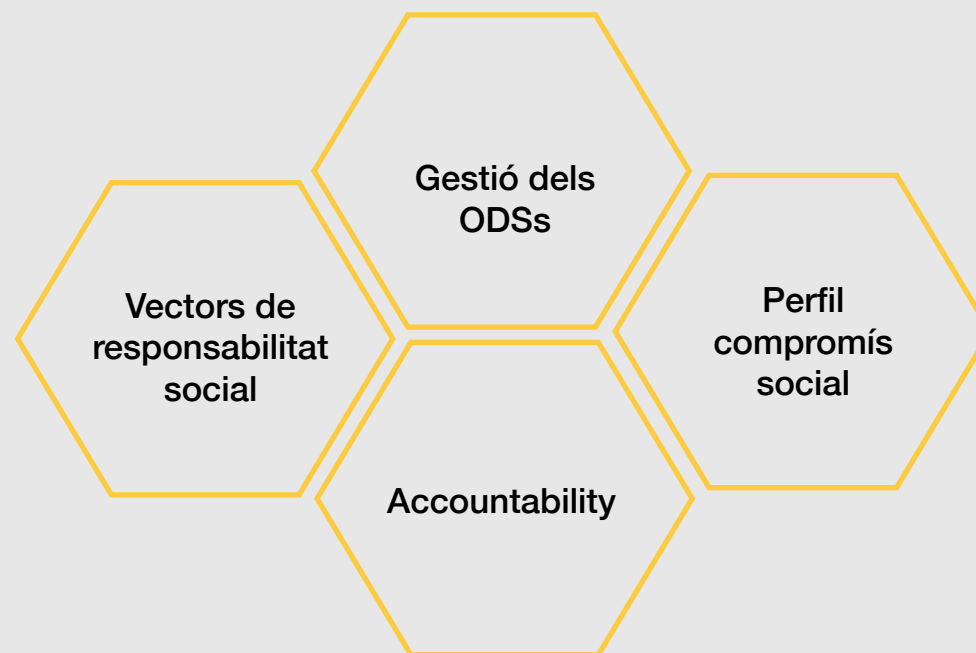 Gestió dels
ODSs
Vectors de
responsabilitat
social
Perfil
compromís
social
Accountability